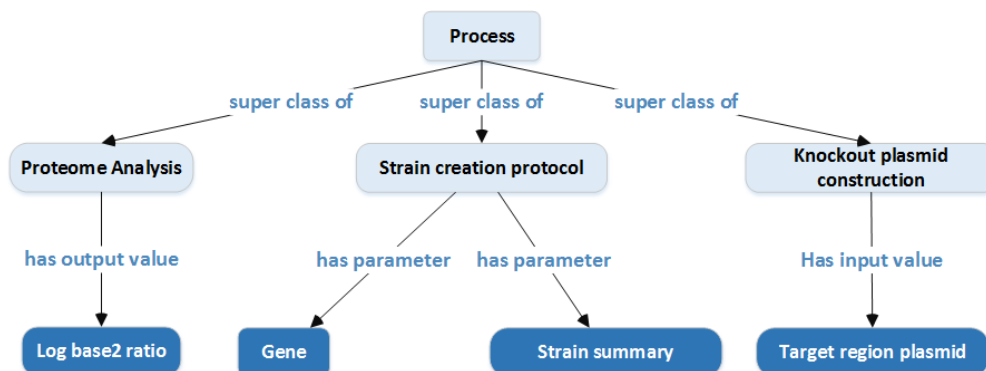 Process
super class of
super class of
super class of
Proteome Analysis
Strain creation protocol
Knockout plasmid
construction
has output value
has parameter
has parameter
Has input value
Log base2 ratio
Gene
Strain summary
Target region plasmid